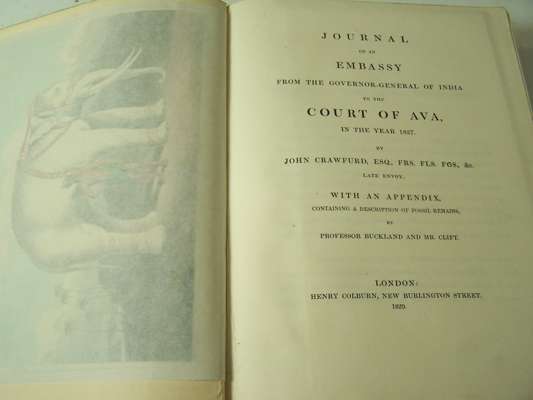 JOURNAL
OF AN
EMBASSY
FROM THE GOVERNOR-GENERAL OF INDIA
TO THE
COURT OF AVA,
IN THE YEAR 1827.
BY
JOHN CRAWFURD, ESQ., FRS. FLS. FGS., &c.
LATE ENVOY.
WITH AN APPENDIX,
CONTAINING A DESCRIPTION OF FOSSIL REMAINS,
BY
PROFESSOR BUCKLAND AND MR. CLIFT.
LONDON:
HENRY COLBURN, NEW BURLINGTON STREET.
1829.